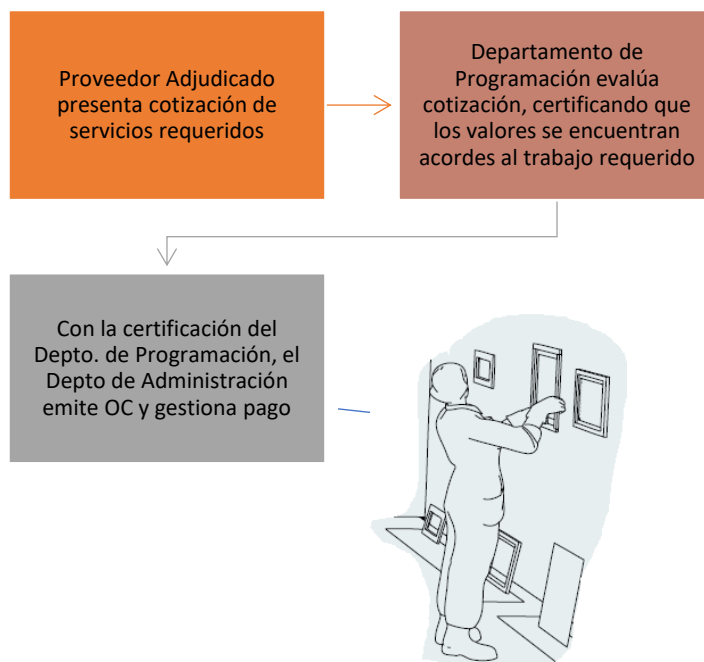 Proveedor Adjudicado
presenta cotización de
servicios requeridos
Departamento de
Programación evalúa
cotización, certificando que
los valores se encuentran
acordes al trabajo requerido
Con la certificación del
Depto. de Programación, el
Depto de Administración
emite OC y gestiona pago